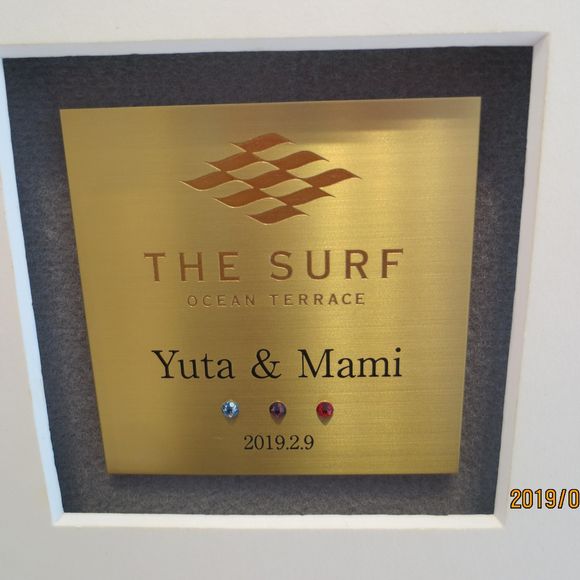 THE SURF
OCEAN TERRACE
Yuta & Mami
2019.2.9
2019/0